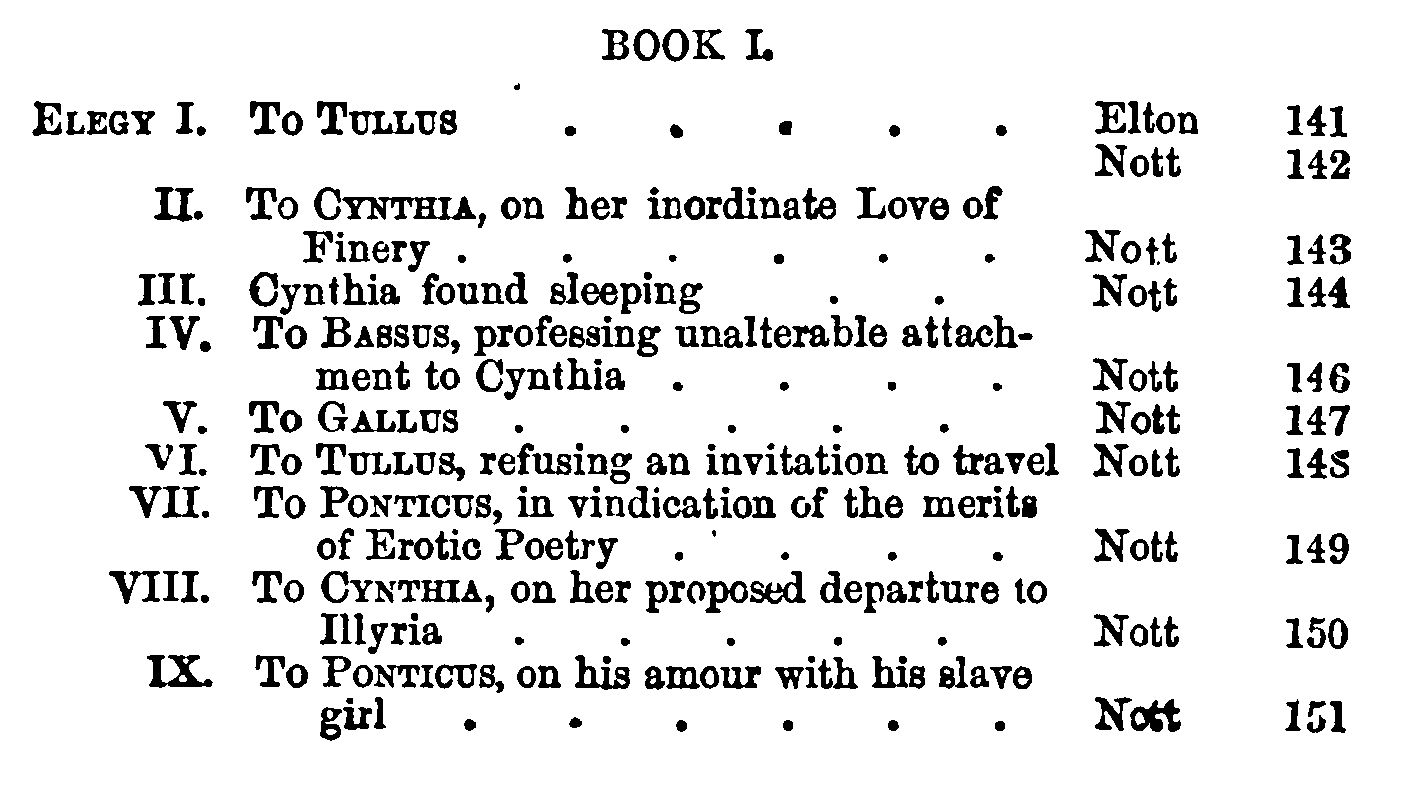 BOOK I.
ELEGY I. To TULLUS . . . . . Elton 141
Nott 142
II. To CYNTHIA, on her inordinate Love of
Finery . . . . . . Nott 143
III. Cynthia found sleeping . . Nott 144
IV. To BASSUS, professing unalterable attach-
ment to Cynthia . . . . Nott 146
V. To GALLUS . . . . . Nott 147
VI. To TULLUS, refusing an invitation to travel Nott 148
VII. To PONTICUS, in vindication of the merits
of Erotic Poetry . . . . Nott 149
VIII. To CYNTHIA, on her proposed departure to
Illyria . . . . . Nott 150
IX. To PONTICUS, on his amour with his slave
girl . . . . . . Nott 151